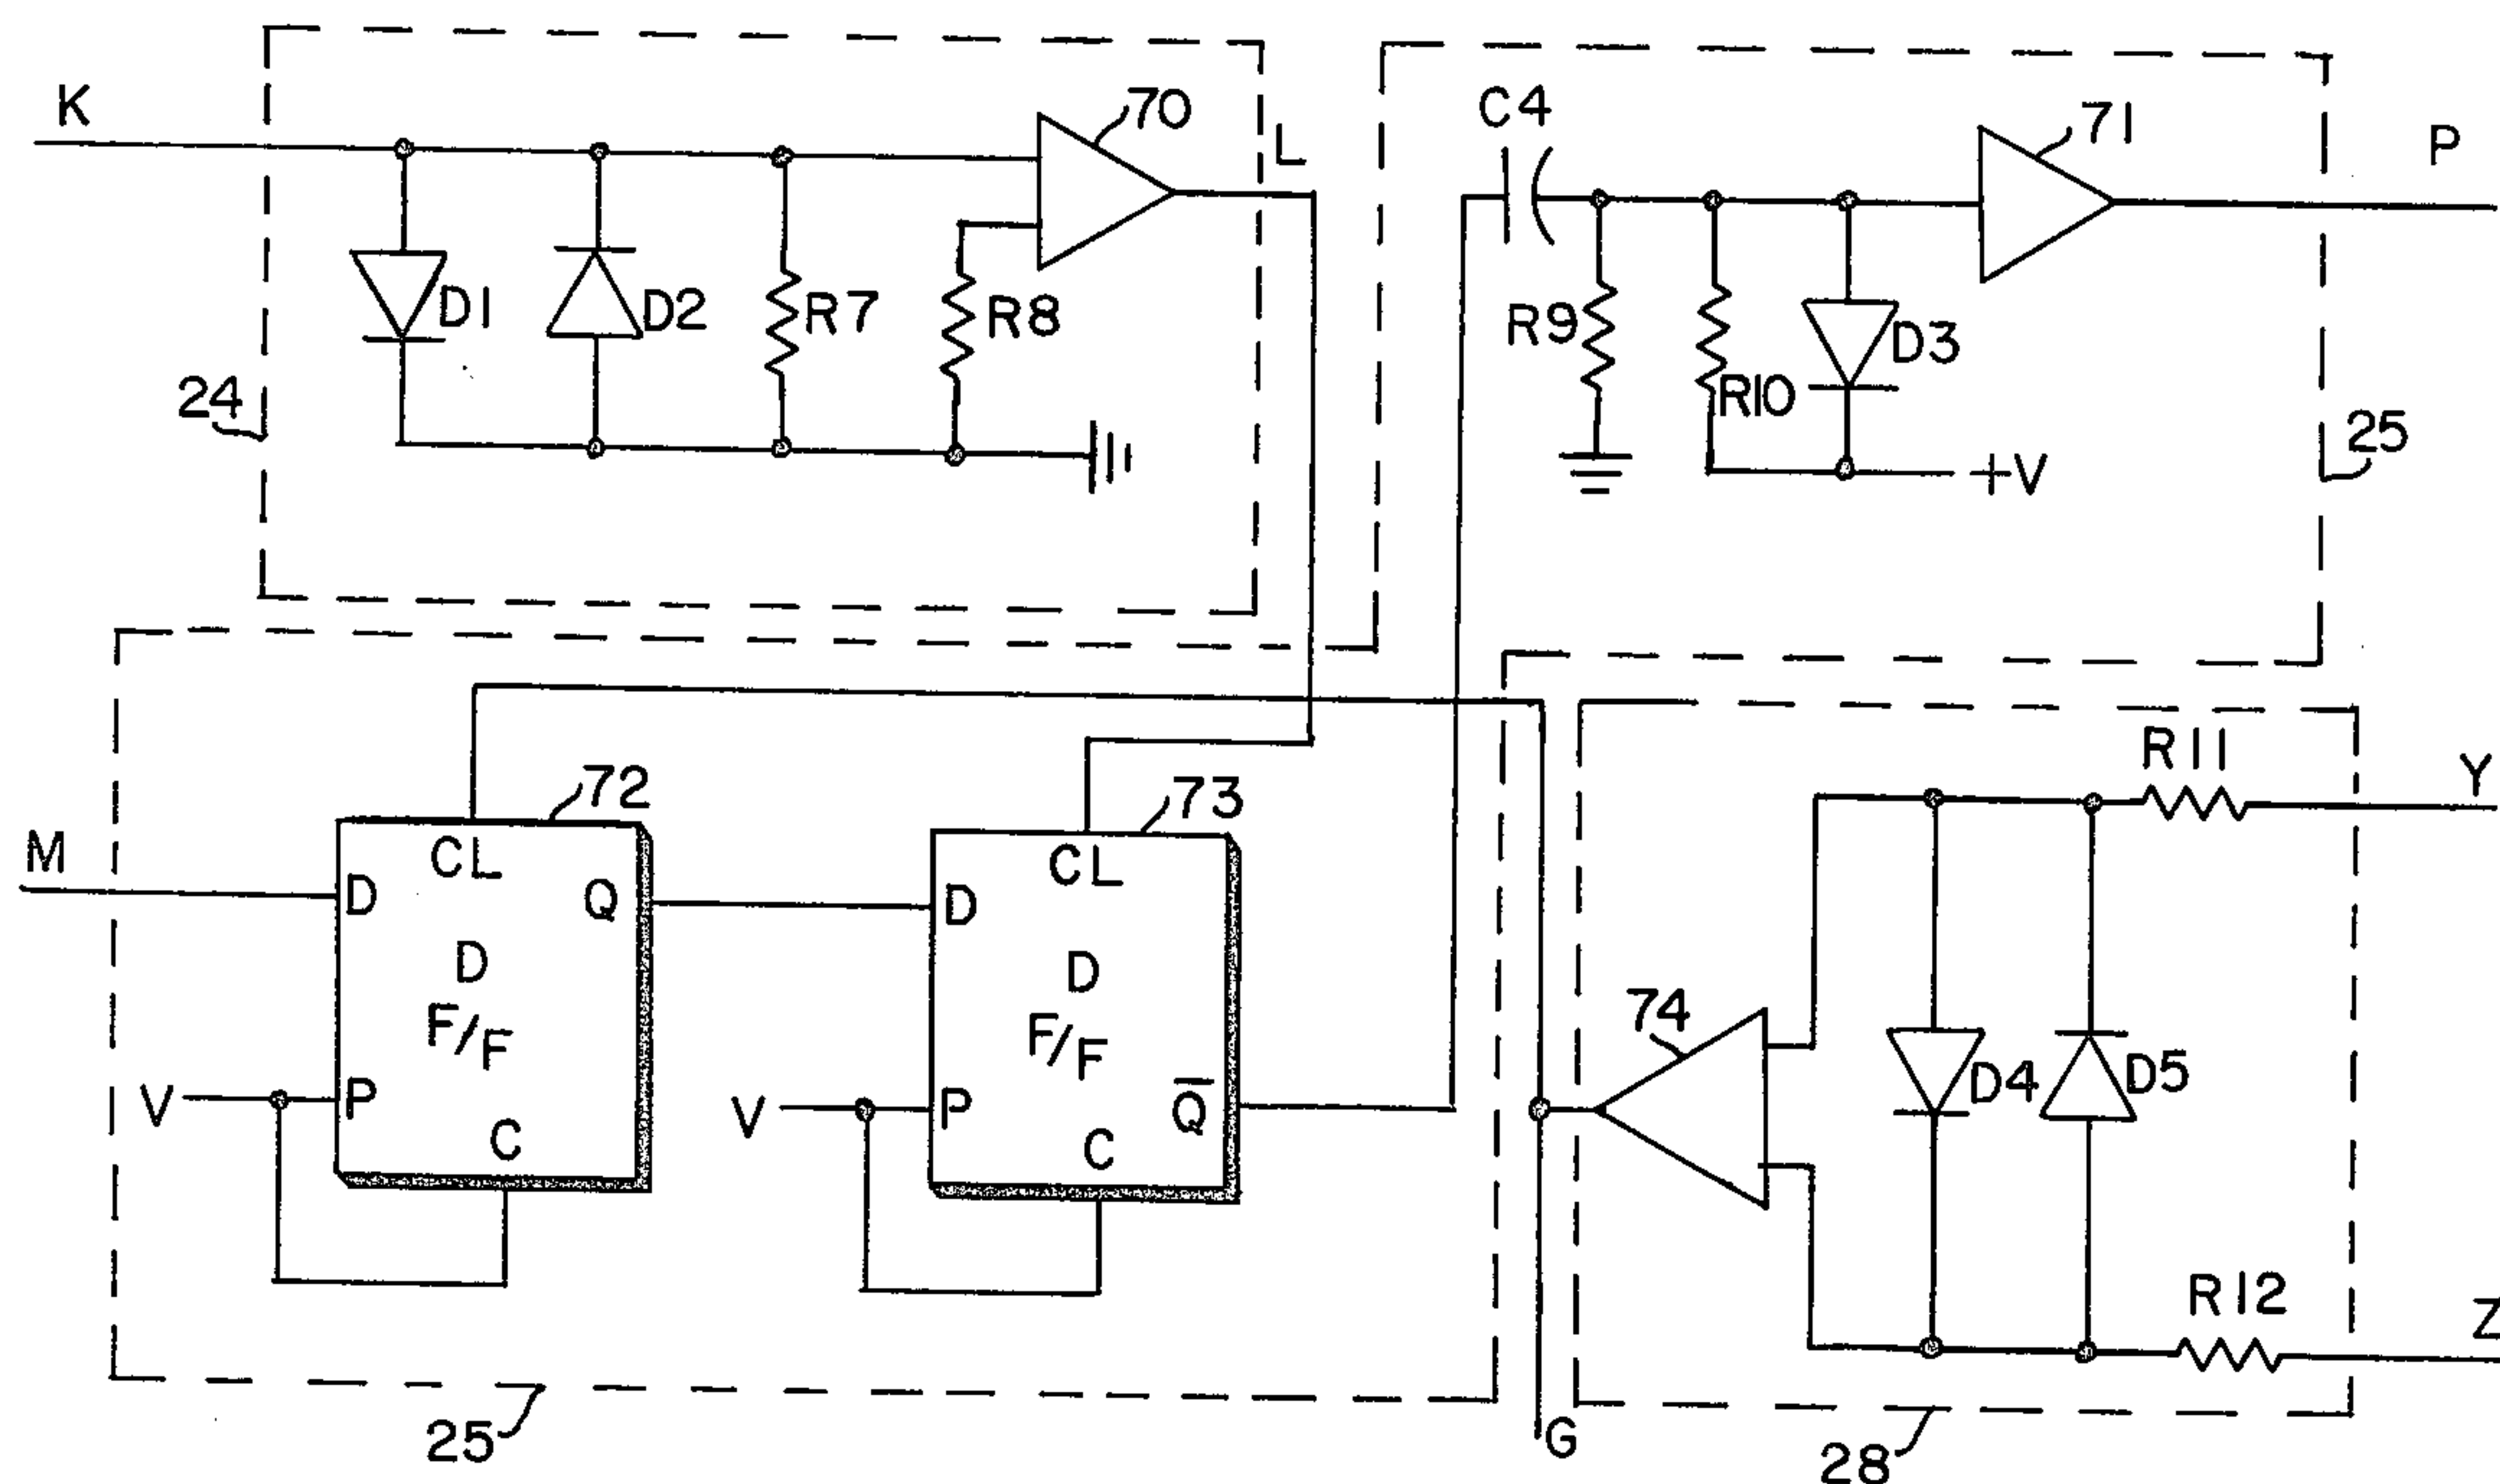 K
70
L
C4
71
P
D1
D2
R7
R8
R9
R10
D3
24
25
+V
R11
Y
72
73
M
CL
D
Q
D
F/F
V
P
C
CL
D
D
F/F
V
P
C
Q̅
74
D4
D5
R12
Z
25
G
28